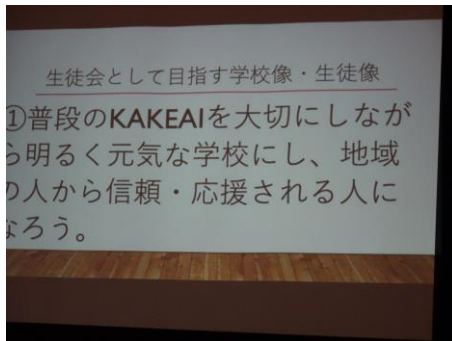 生徒会として目指す学校像・生徒像
①普段のKAKEAIを大切にしなが
ら明るく元気な学校にし、地域
の人から信頼・応援される人に
なろう。